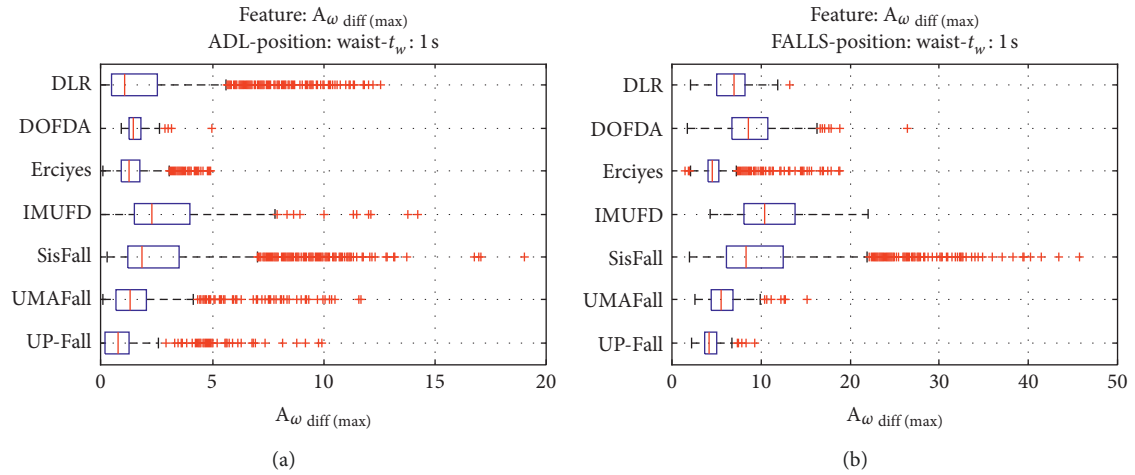 Feature: Aω diff (max)
ADL-position: waist-tw: 1 s
DLR
DOFDA
Erciyes
IMUFD
SisFall
UMAFall
UP-Fall
0 5 10 15 20
Aω diff (max)
(a)
Feature: Aω diff (max)
FALLS-position: waist-tw: 1 s
DLR
DOFDA
Erciyes
IMUFD
SisFall
UMAFall
UP-Fall
0 10 20 30 40 50
Aω diff (max)
(b)